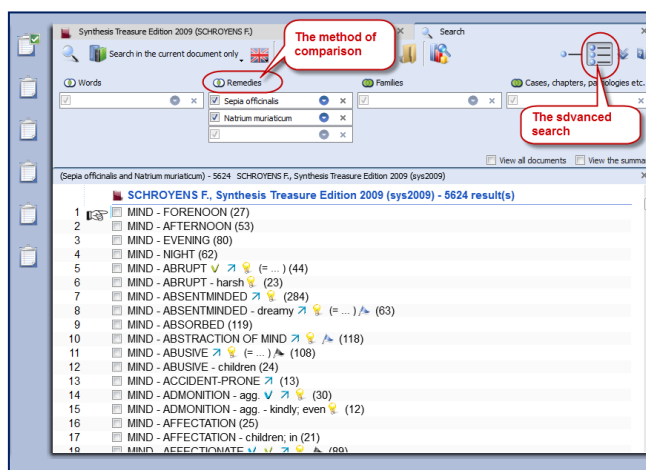 Synthesis Treasure Edition 2009 (SCHROYENS F.)
Search
The method of
comparison
Search in the current document only
Words
Remedies
Families
Cases, chapters, pathologies etc.
Sepia officinalis
Natrium muriaticum
The sdvanced
search
View all documents
View the summa
(Sepia officinalis and Natrium muriaticum) - 5624 SCHROYENS F., Synthesis Treasure Edition 2009 (sys2009)
SCHROYENS F., Synthesis Treasure Edition 2009 (sys2009) - 5624 result(s)
1 MIND - FORENOON (27)
2 MIND - AFTERNOON (53)
3 MIND - EVENING (80)
4 MIND - NIGHT (62)
5 MIND - ABRUPT (= ... ) (44)
6 MIND - ABRUPT - harsh (23)
7 MIND - ABSENTMINDED (284)
8 MIND - ABSENTMINDED - dreamy (= ... ) (63)
9 MIND - ABSORBED (119)
10 MIND - ABSTRACTION OF MIND (118)
11 MIND - ABUSIVE (= ... ) (108)
12 MIND - ABUSIVE - children (24)
13 MIND - ACCIDENT-PRONE (13)
14 MIND - ADMONITION - agg. (30)
15 MIND - ADMONITION - agg. - kindly; even (12)
16 MIND - AFFECTATION (25)
17 MIND - AFFECTATION - children; in (21)
18 MIND - AFFECTIONATE (89)